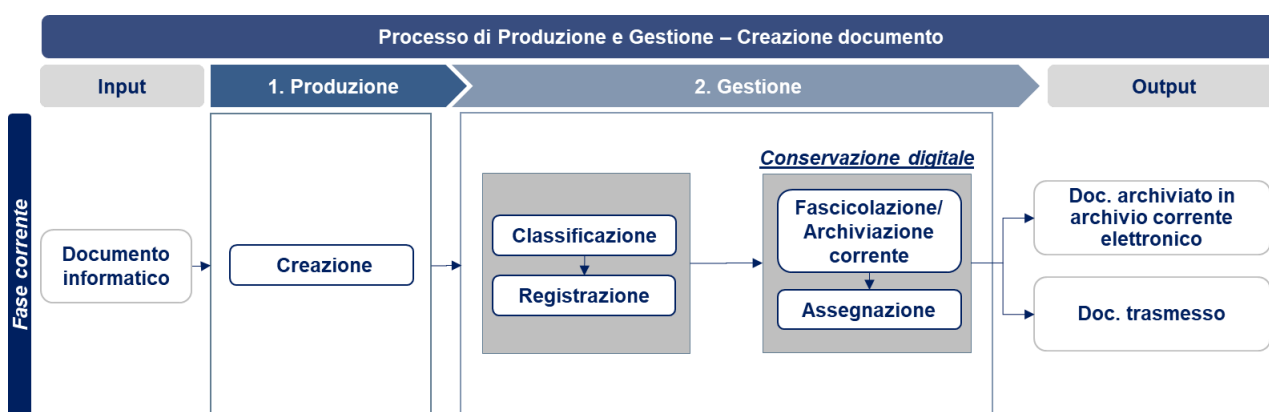 Processo di Produzione e Gestione – Creazione documento
Input
1. Produzione
2. Gestione
Output
Fase corrente
Documento
informatico
Creazione
Classificazione
Registrazione
Conservazione digitale
Fascicolazione/
Archiviazione
corrente
Assegnazione
Doc. archiviato in
archivio corrente
elettronico
Doc. trasmesso